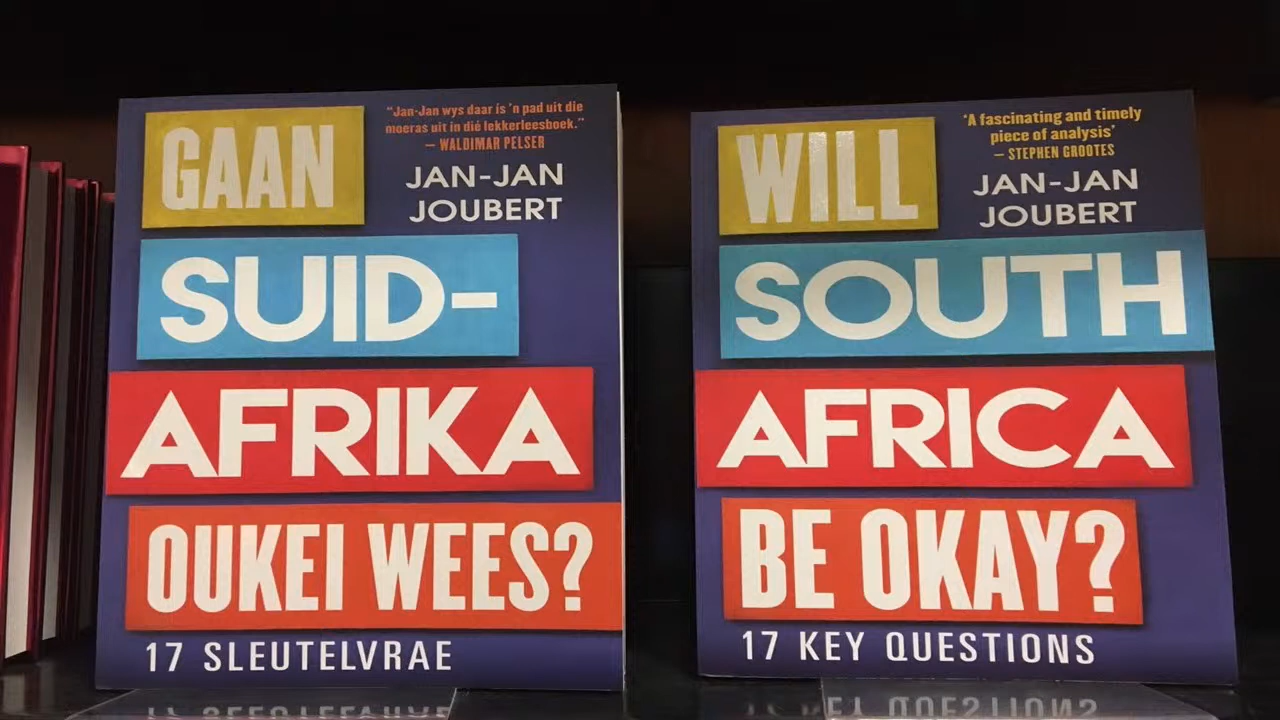 GAAN
"Jan-Jan wys daar is 'n pad uit die
moeras uit in dié lekkerleesboek."
– WALDIMAR PELSER
JAN-JAN
JOUBERT
SUID-
AFRIKA
OUKEI WEES?
17 SLEUTELVRAE
WILL
'A fascinating and timely
piece of analysis'
– STEPHEN GROOTES
JAN-JAN
JOUBERT
SOUTH
AFRICA
BE OKAY?
17 KEY QUESTIONS